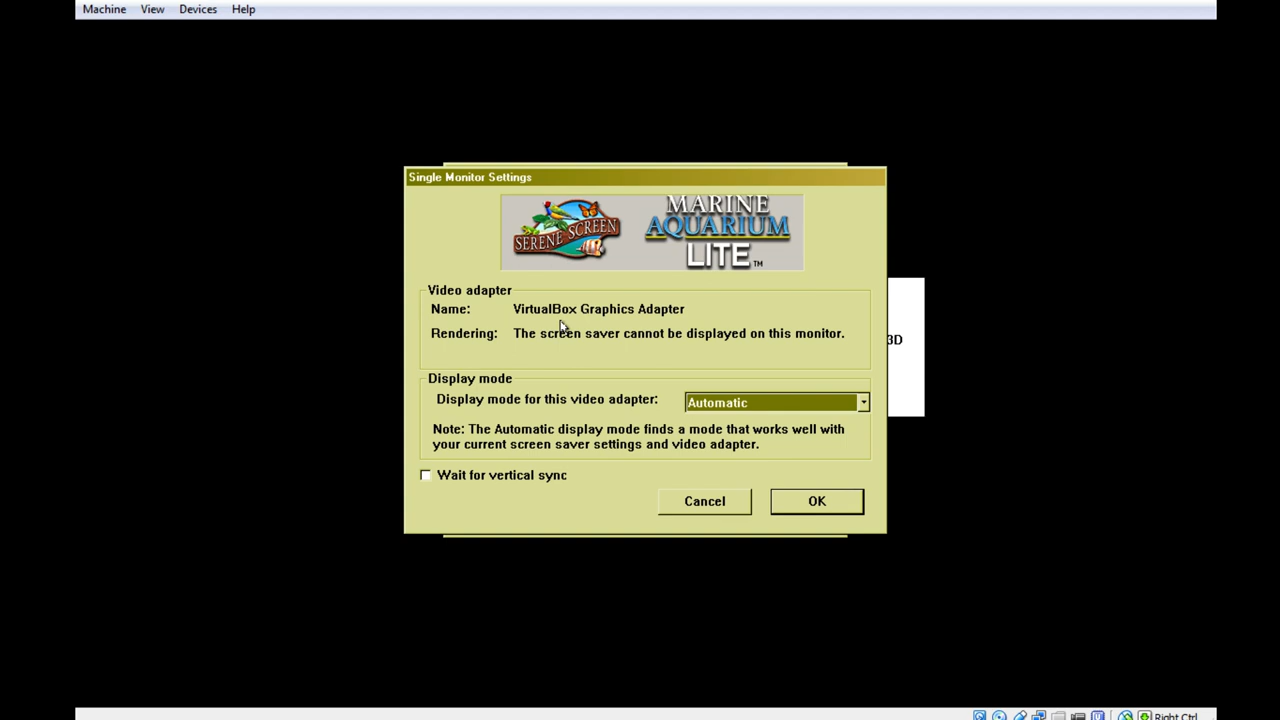 Machine View Devices Help
Single Monitor Settings
SERENE SCREEN
MARINE
AQUARIUM
LITE™
Video adapter
Name: VirtualBox Graphics Adapter
Rendering: The screen saver cannot be displayed on this monitor.
3D
Display mode
Display mode for this video adapter: Automatic
Note: The Automatic display mode finds a mode that works well with
your current screen saver settings and video adapter.
Wait for vertical sync
Cancel OK
Right Ctrl